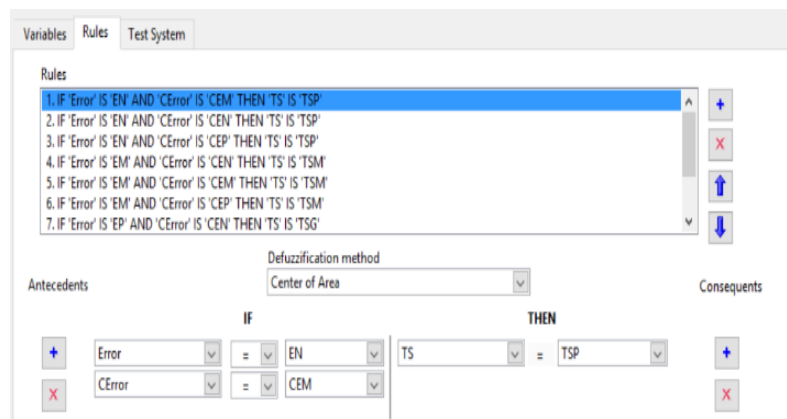 Variables Rules Test System
Rules
1. IF 'Error' IS 'EN' AND 'CError' IS 'CEM' THEN 'TS' IS 'TSP'
2. IF 'Error' IS 'EN' AND 'CError' IS 'CEN' THEN 'TS' IS 'TSP'
3. IF 'Error' IS 'EN' AND 'CError' IS 'CEP' THEN 'TS' IS 'TSP'
4. IF 'Error' IS 'EM' AND 'CError' IS 'CEN' THEN 'TS' IS 'TSM'
5. IF 'Error' IS 'EM' AND 'CError' IS 'CEM' THEN 'TS' IS 'TSM'
6. IF 'Error' IS 'EM' AND 'CError' IS 'CEP' THEN 'TS' IS 'TSM'
7. IF 'Error' IS 'EP' AND 'CError' IS 'CEN' THEN 'TS' IS 'TSG'
Defuzzification method
Antecedents Center of Area Consequents
IF THEN
Error = EN TS = TSP
CError = CEM